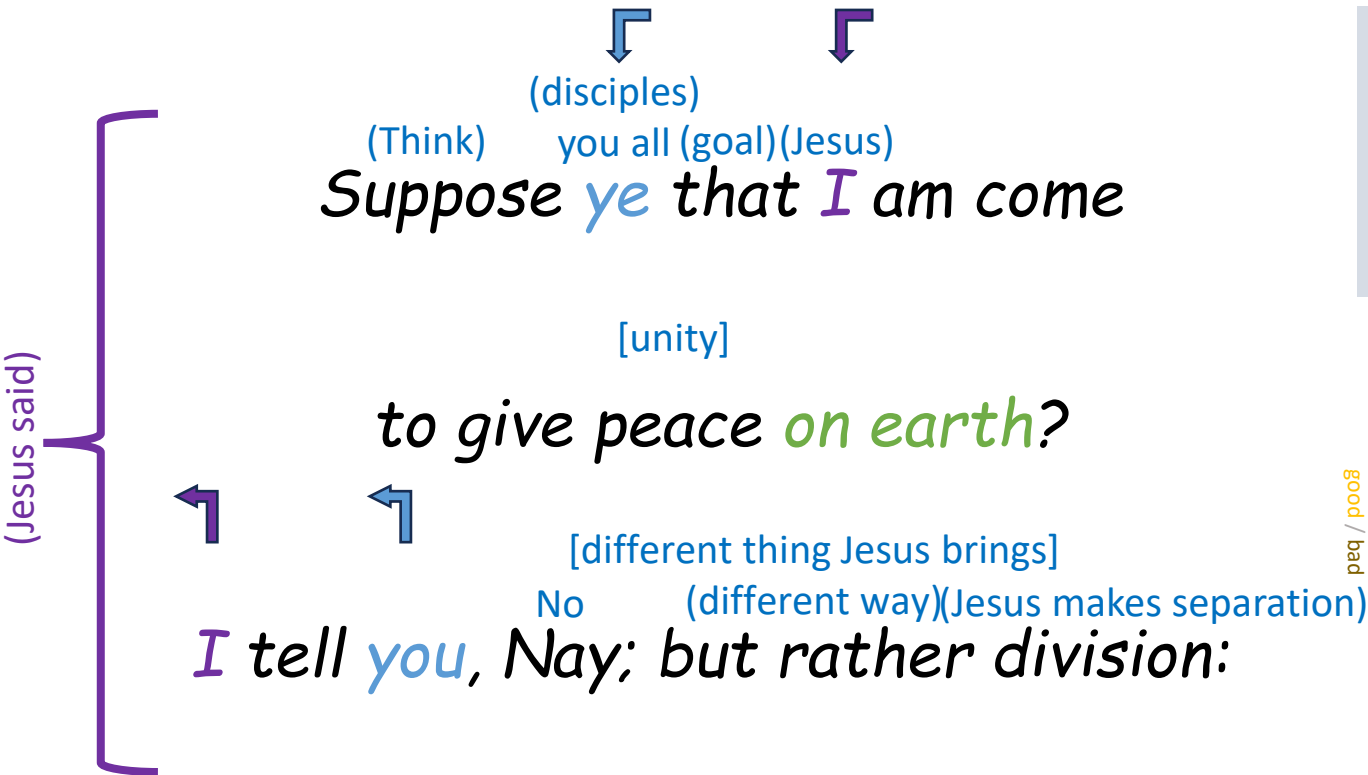 (disciples)
(Think) you all (goal)(Jesus)
Suppose ye that I am come
[unity]
to give peace on earth?
(Jesus said)
good / bad
[different thing Jesus brings]
No (different way)(Jesus makes separation)
I tell you, Nay; but rather division: